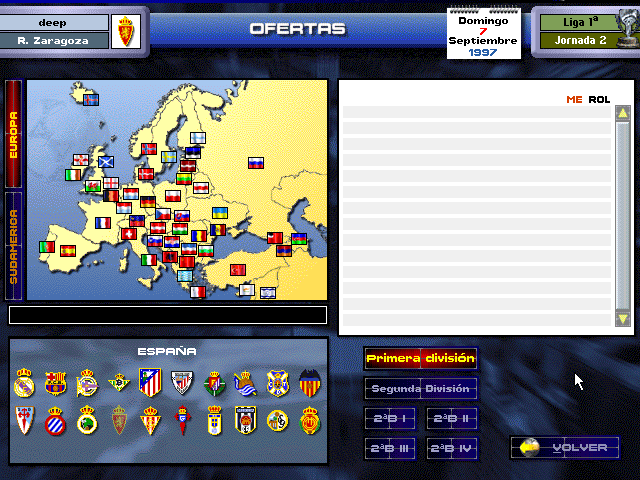 deep
R. Zaragoza
OFERTAS
Domingo
7
Septiembre
1997
Liga 1ª
Jornada 2
EUROPA
SUDAMERICA
ME ROL
ESPAÑA
Primera división
Segunda División
2ªB I
2ªB II
2ªB III
2ªB IV
VOLVER